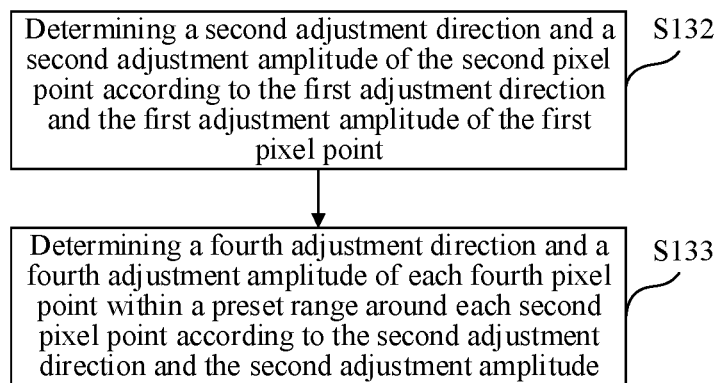 Determining a second adjustment direction and a
second adjustment amplitude of the second pixel
point according to the first adjustment direction
and the first adjustment amplitude of the first
pixel point
S132
Determining a fourth adjustment direction and a
fourth adjustment amplitude of each fourth pixel
point within a preset range around each second
pixel point according to the second adjustment
direction and the second adjustment amplitude
S133